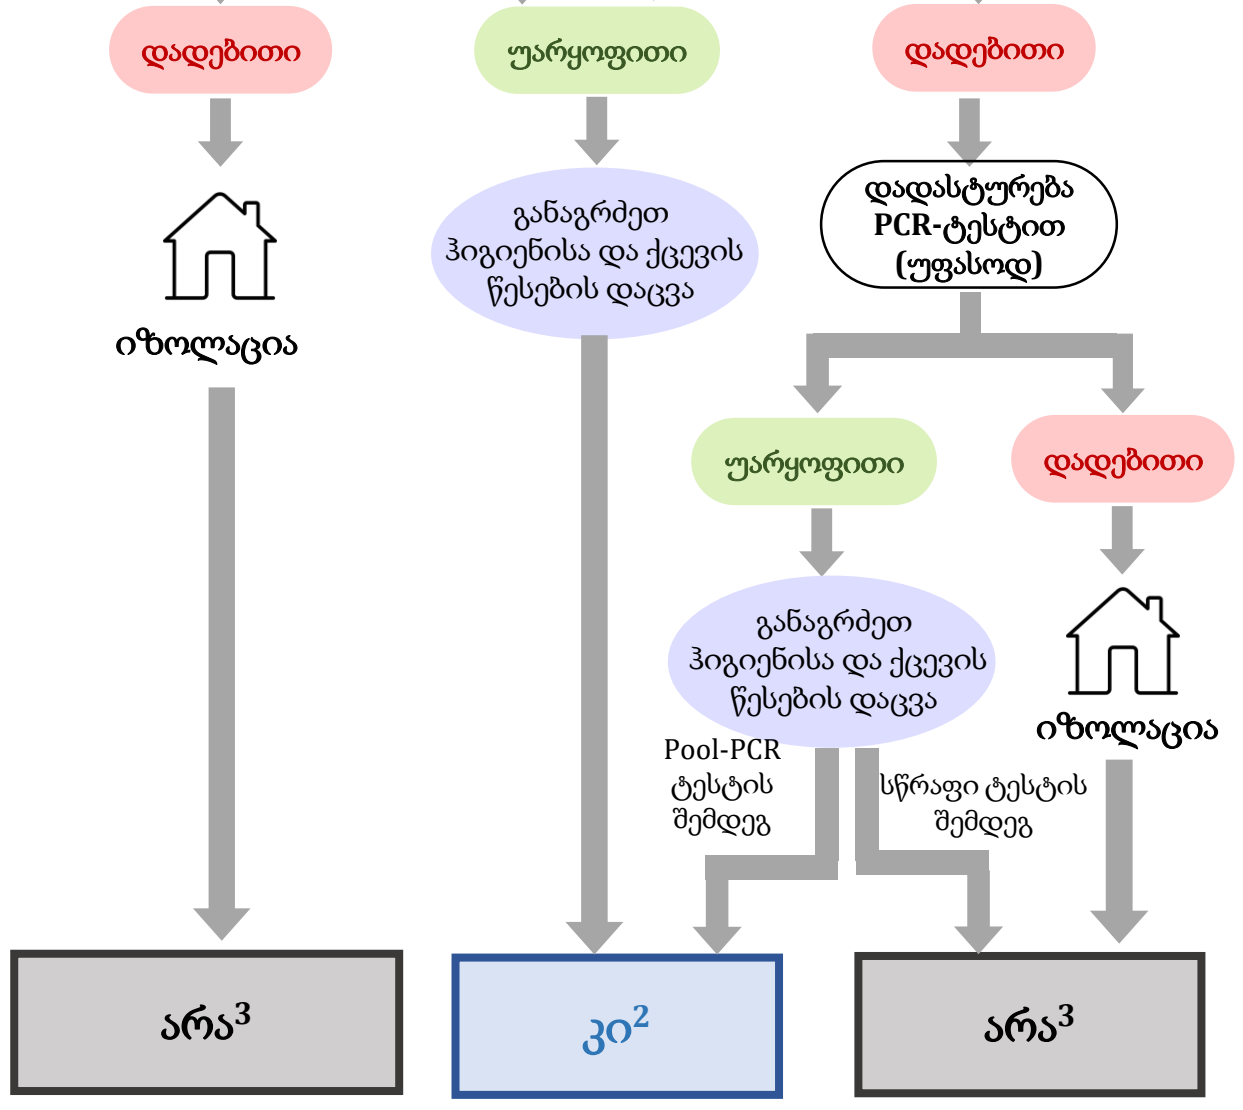 დადებითი
უარყოფითი
დადებითი
განაგრძეთ
ჰიგიენისა და ქცევის
წესების დაცვა
დადასტურება
PCR-ტესტით
(უფასოდ)
იზოლაცია
უარყოფითი
დადებითი
განაგრძეთ
ჰიგიენისა და ქცევის
წესების დაცვა
იზოლაცია
Pool-PCR
ტესტის
შემდეგ
სწრაფი ტესტის
შემდეგ
არა³
კი²
არა³